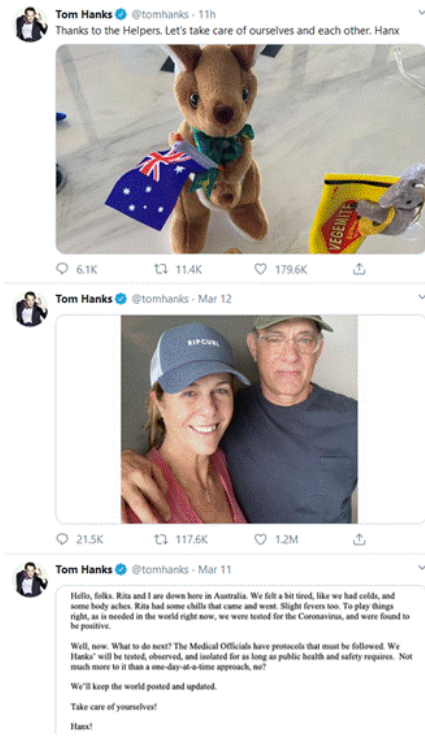 Tom Hanks @tomhanks · 11h
Thanks to the Helpers. Let's take care of ourselves and each other. Hanx
VEGEMITE
6.1K 11.4K 179.6K
Tom Hanks @tomhanks · Mar 12
RIPCURL
21.5K 117.6K 1.2M
Tom Hanks @tomhanks · Mar 11
Hello, folks. Rita and I are down here in Australia. We felt a bit tired, like we had colds, and
some body aches. Rita had some chills that came and went. Slight fevers too. To play things
right, as is needed in the world right now, we were tested for the Coronavirus, and were found to
be positive.
Well, now. What to do next? The Medical Officials have protocols that must be followed. We
Hanks' will be tested, observed, and isolated for as long as public health and safety requires. Not
much more to it than a one-day-at-a-time approach, no?
We'll keep the world posted and updated.
Take care of yourselves!
Hanx!